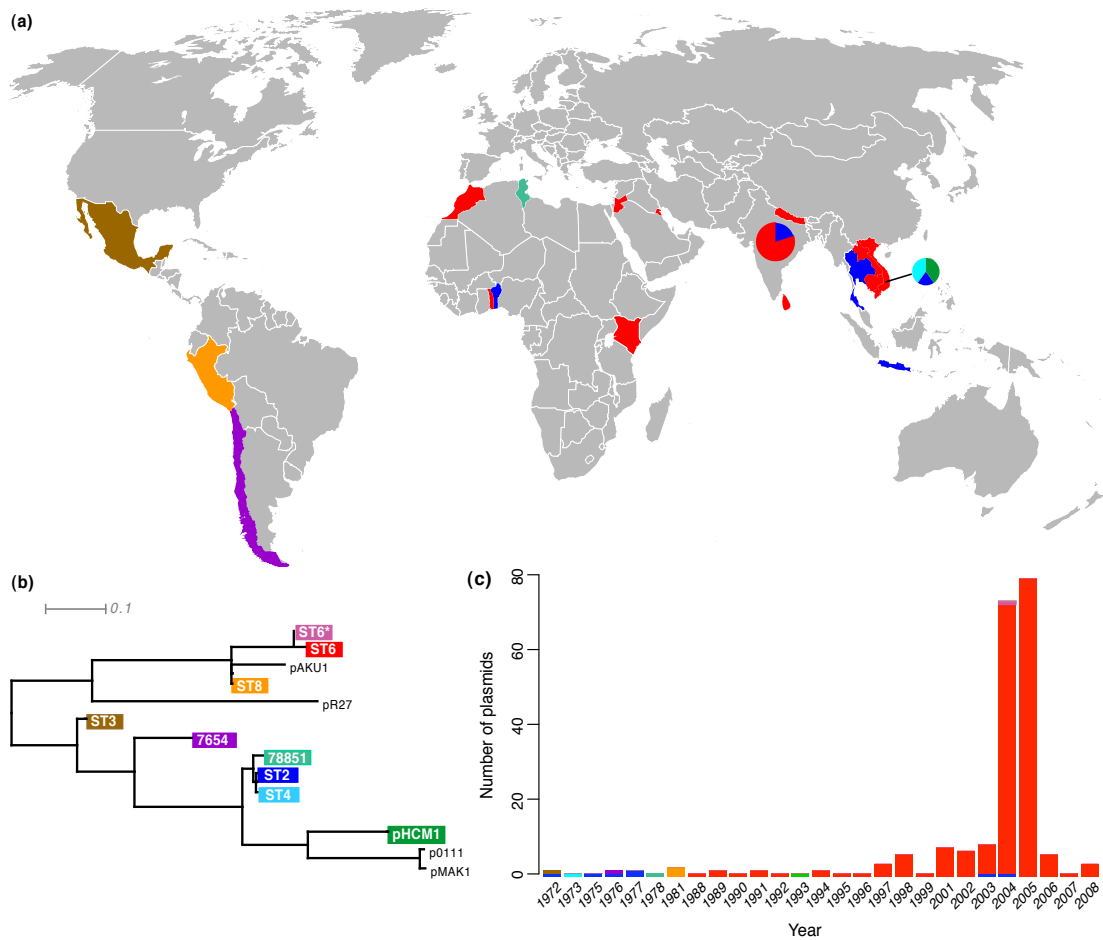 (a)
(b)
0.1
ST6*
ST6
pAKU1
ST8
pR27
ST3
7654
78851
ST2
ST4
pHCM1
p0111
pMAK1
(c)
Number of plasmids
80
60
40
20
0
1972 1973 1975 1976 1977 1978 1981 1988 1989 1990 1991 1992 1993 1994 1995 1996 1997 1998 1999 2001 2002 2003 2004 2005 2006 2007 2008
Year